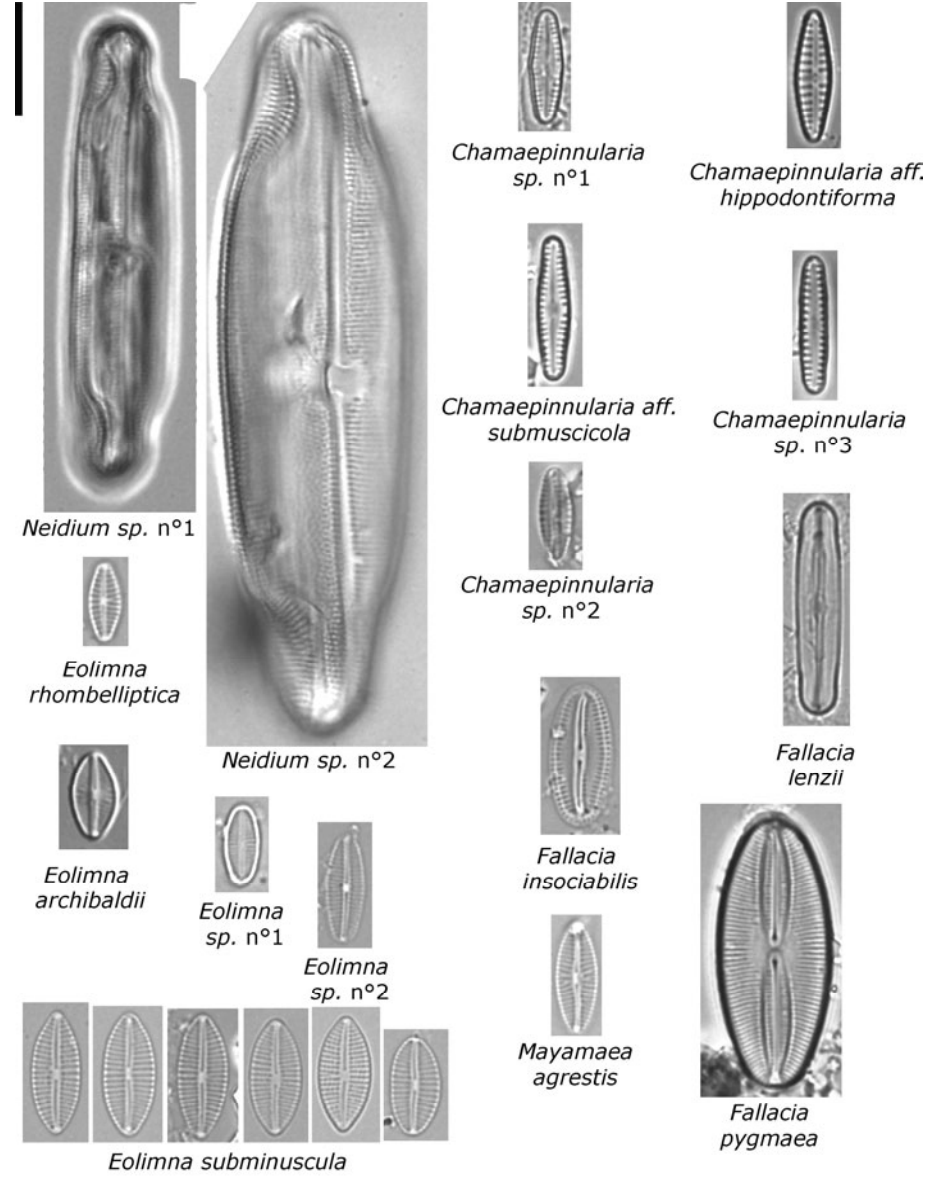 Chamaepinnularia
sp. n°1
Chamaepinnularia aff.
hippodontiforma
Chamaepinnularia aff.
submuscicola
Chamaepinnularia
sp. n°3
Neidium sp. n°1
Chamaepinnularia
sp. n°2
Eolimna
rhombelliptica
Neidium sp. n°2
Fallacia
lenzii
Eolimna
archibaldii
Fallacia
insociabilis
Eolimna
sp. n°1
Eolimna
sp. n°2
Mayamaea
agrestis
Fallacia
pygmaea
Eolimna subminuscula